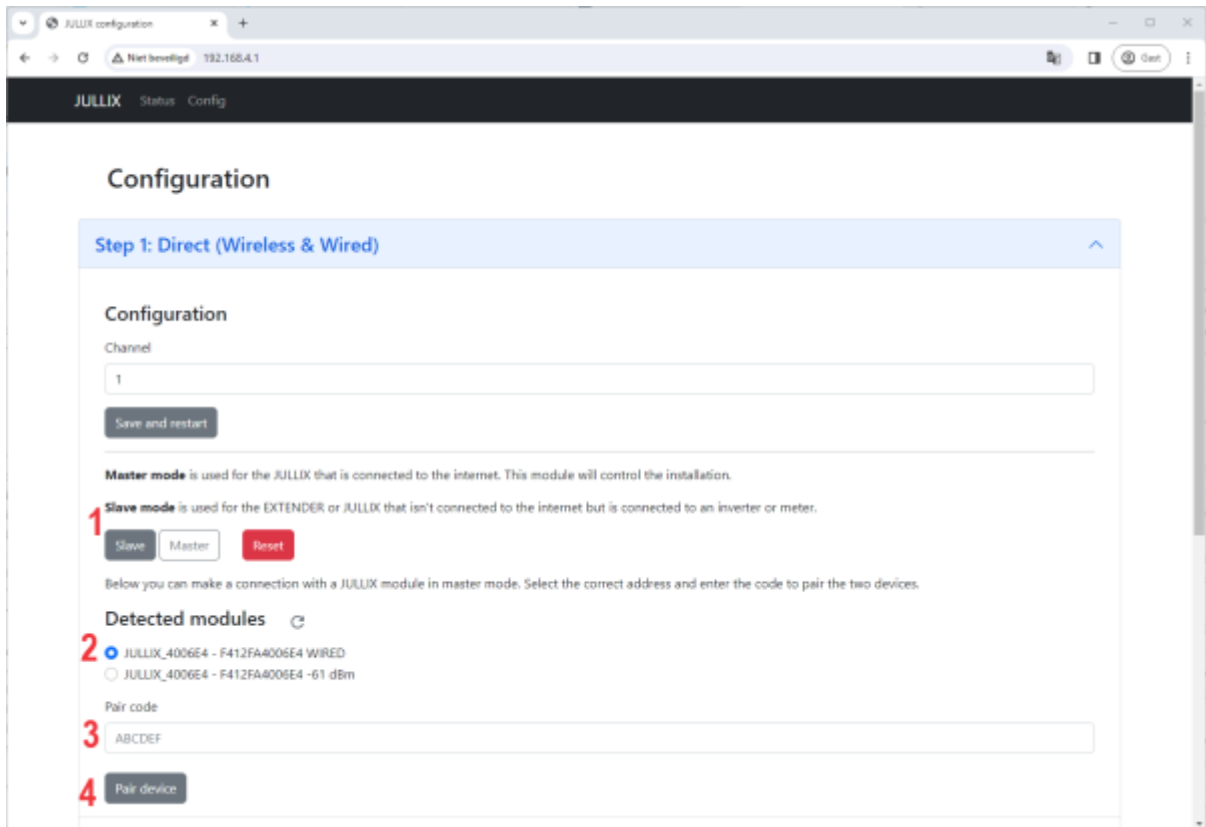 JULLIX configuration
Niet beveiligd 192.168.4.1 Gast
JULLIX Status Config
Configuration
Step 1: Direct (Wireless & Wired)
Configuration
Channel
1
Save and restart
Master mode is used for the JULLIX that is connected to the internet. This module will control the installation.
Slave mode is used for the EXTENDER or JULLIX that isn't connected to the internet but is connected to an inverter or meter.
1
Slave Master Reset
Below you can make a connection with a JULLIX module in master mode. Select the correct address and enter the code to pair the two devices.
Detected modules
2 JULLIX_4006E4 - F412FA4006E4 WIRED
JULLIX_4006E4 - F412FA4006E4 -61 dBm
Pair code
3 ABCDEF
4 Pair device